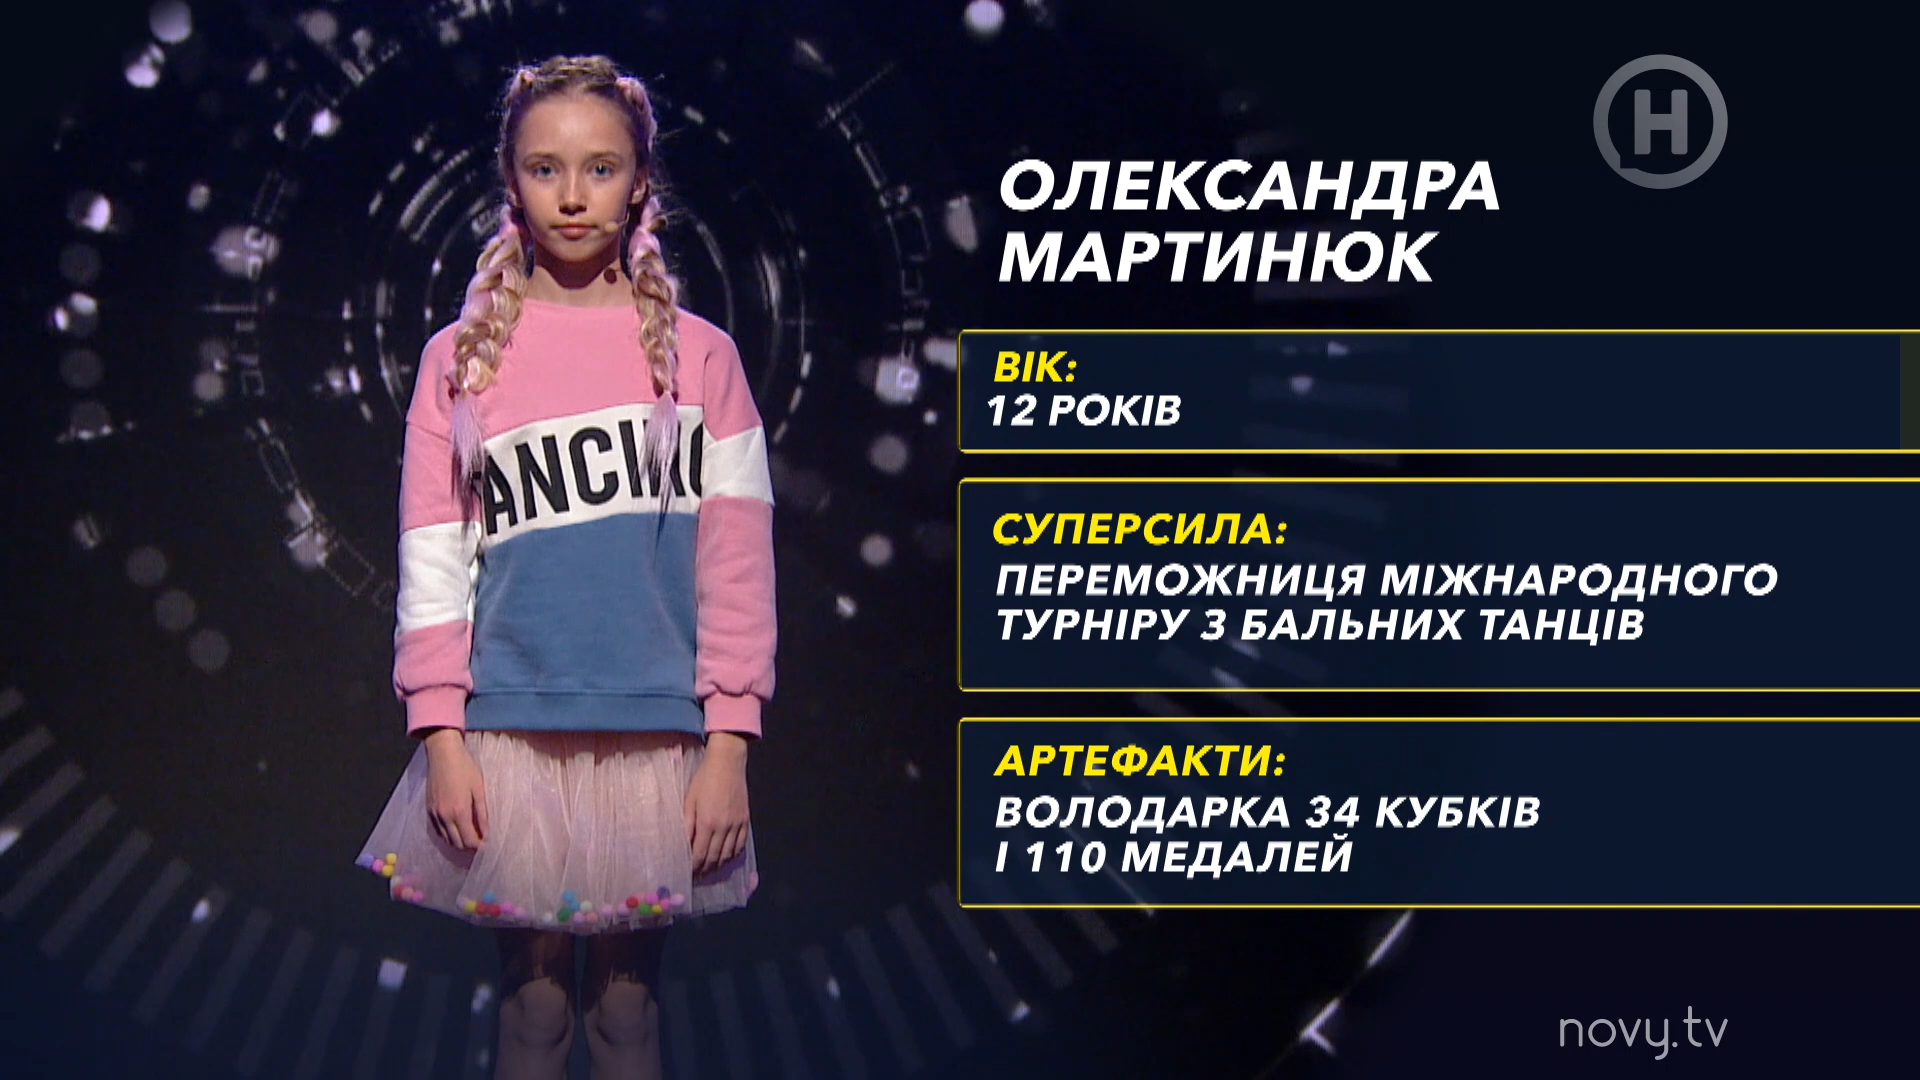 Н
ОЛЕКСАНДРА
МАРТИНЮК
ВІК:
12 РОКІВ
СУПЕРСИЛА:
ПЕРЕМОЖНИЦЯ МІЖНАРОДНОГО
ТУРНІРУ З БАЛЬНИХ ТАНЦІВ
АРТЕФАКТИ:
ВОЛОДАРКА 34 КУБКІВ
І 110 МЕДАЛЕЙ
novy.tv